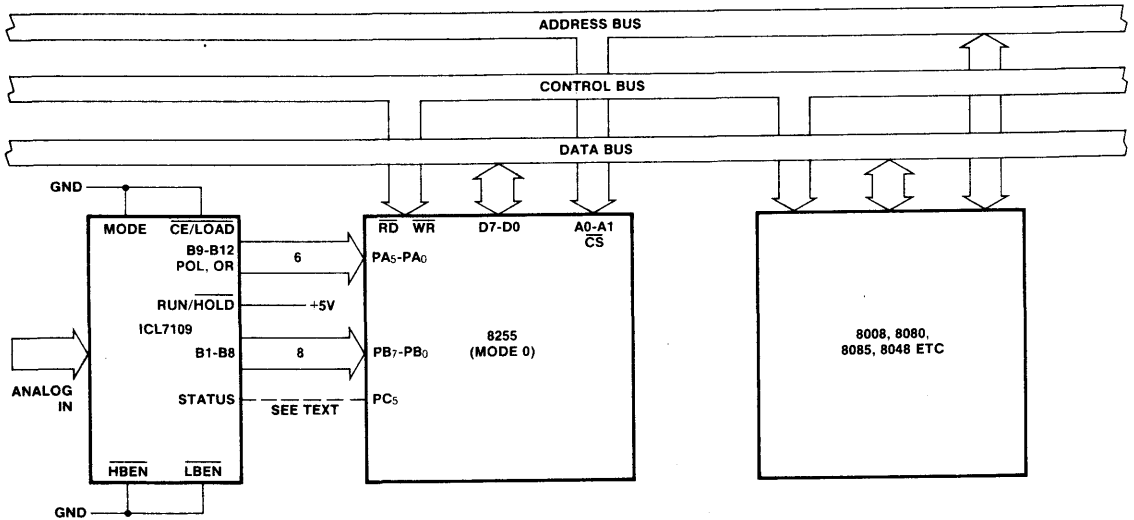 ADDRESS BUS
CONTROL BUS
DATA BUS
GND
MODE
CE/LOAD
B9-B12
POL, OR
6
RUN/HOLD
+5V
ICL7109
B1-B8
8
ANALOG
IN
STATUS
SEE TEXT
HBEN
LBEN
GND
RD WR
D7-D0
A0-A1
CS
PA5-PA0
8255
(MODE 0)
PB7-PB0
PC5
8008, 8080,
8085, 8048 ETC